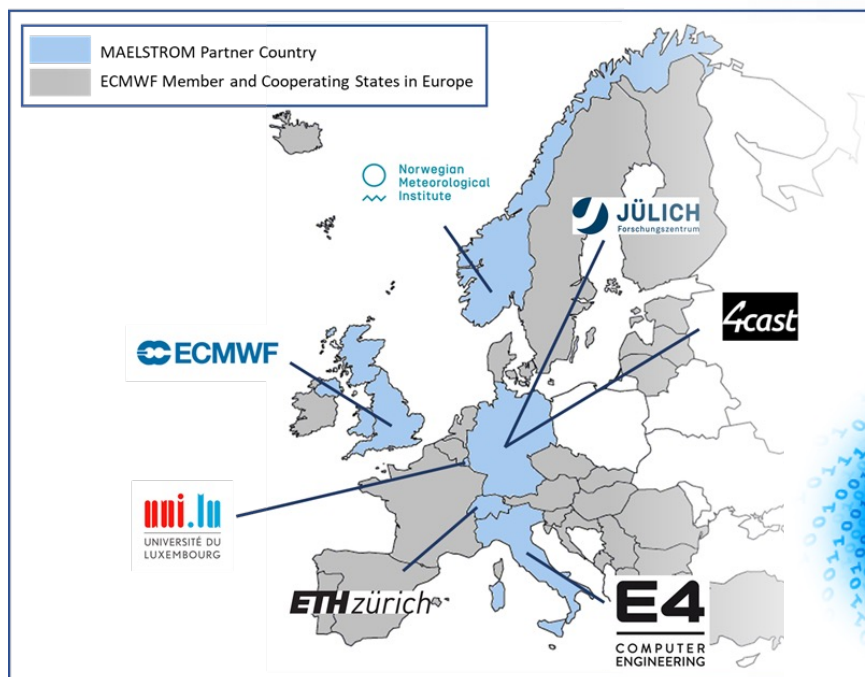 MAELSTROM Partner Country
ECMWF Member and Cooperating States in Europe
Norwegian
Meteorological
Institute
JÜLICH
Forschungszentrum
4cast
ECMWF
uni.lu
UNIVERSITÉ DU
LUXEMBOURG
ETH zürich
E4
COMPUTER
ENGINEERING